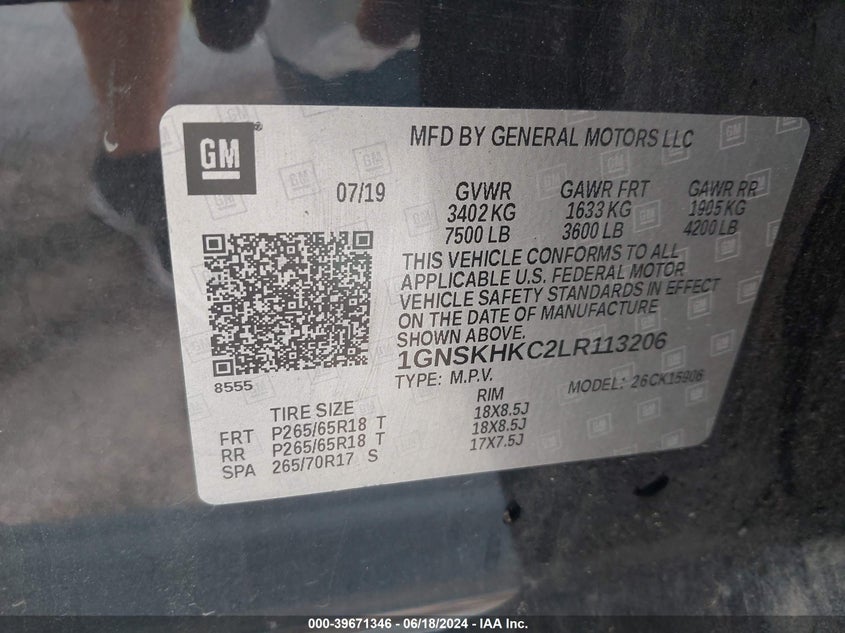 GM
MFD BY GENERAL MOTORS LLC
07/19 GVWR GAWR FRT GAWR RR
3402 KG 1633 KG 1905 KG
7500 LB 3600 LB 4200 LB
THIS VEHICLE CONFORMS TO ALL
APPLICABLE U.S. FEDERAL MOTOR
VEHICLE SAFETY STANDARDS IN EFFECT
ON THE DATE OF MANUFACTURE
SHOWN ABOVE.
1GNSKHKC2LR113206
8555
TYPE: M.P.V. MODEL: 26CK15906
TIRE SIZE RIM
FRT P265/65R18 T 18X8.5J
RR P265/65R18 T 18X8.5J
SPA 265/70R17 S 17X7.5J
000-39671346 - 06/18/2024 - IAA Inc.